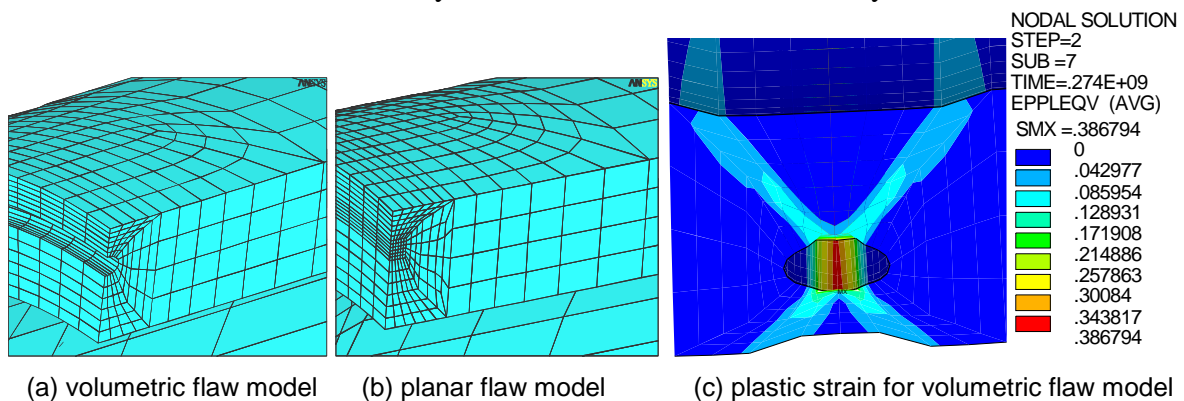 ANSYS
ANSYS
NODAL SOLUTION
STEP=2
SUB =7
TIME=.274E+09
EPPLEQV (AVG)
SMX =.386794
0
.042977
.085954
.128931
.171908
.214886
.257863
.30084
.343817
.386794
(a) volumetric flaw model
(b) planar flaw model
(c) plastic strain for volumetric flaw model